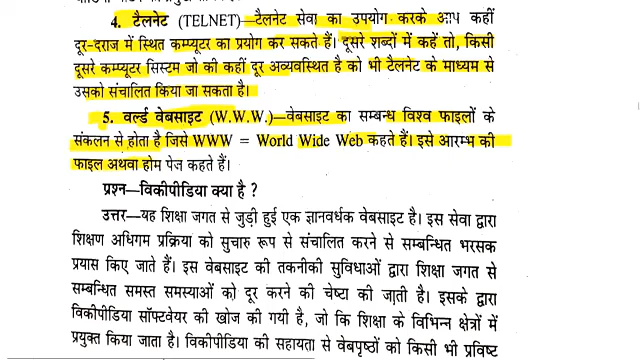 4. टैलनेट (TELNET)—टैलनेट सेवा का उपयोग करके आप कहीं
दूर-दराज में स्थित कम्प्यूटर का प्रयोग कर सकते हैं। दूसरे शब्दों में कहें तो, किसी
दूसरे कम्प्यूटर सिस्टम जो की कहीं दूर अव्यवस्थित है को भी टैलनेट के माध्यम से
उसको संचालित किया जा सकता है।
5. वर्ल्ड वेबसाइट (W.W.W.)—वेबसाइट का सम्बन्ध विश्व फाइलों के
संकलन से होता है जिसे WWW = World Wide Web कहते हैं। इसे आरम्भ की
फाइल अथवा होम पेज कहते हैं।
प्रश्न—विकीपीडिया क्या है ?
उत्तर—यह शिक्षा जगत से जुड़ी हुई एक ज्ञानवर्धक वेबसाइट है। इस सेवा द्वारा
शिक्षण अधिगम प्रक्रिया को सुचारु रूप से संचालित करने से सम्बन्धित भरसक
प्रयास किए जाते हैं। इस वेबसाइट की तकनीकी सुविधाओं द्वारा शिक्षा जगत से
सम्बन्धित समस्त समस्याओं को दूर करने की चेष्टा की जाती है। इसके द्वारा
विकीपीडिया सॉफ्टवेयर की खोज की गयी है, जो कि शिक्षा के विभिन्न क्षेत्रों में
प्रयुक्त किया जाता है। विकीपीडिया की सहायता से वेबपृष्ठों को किसी भी प्रविष्ट